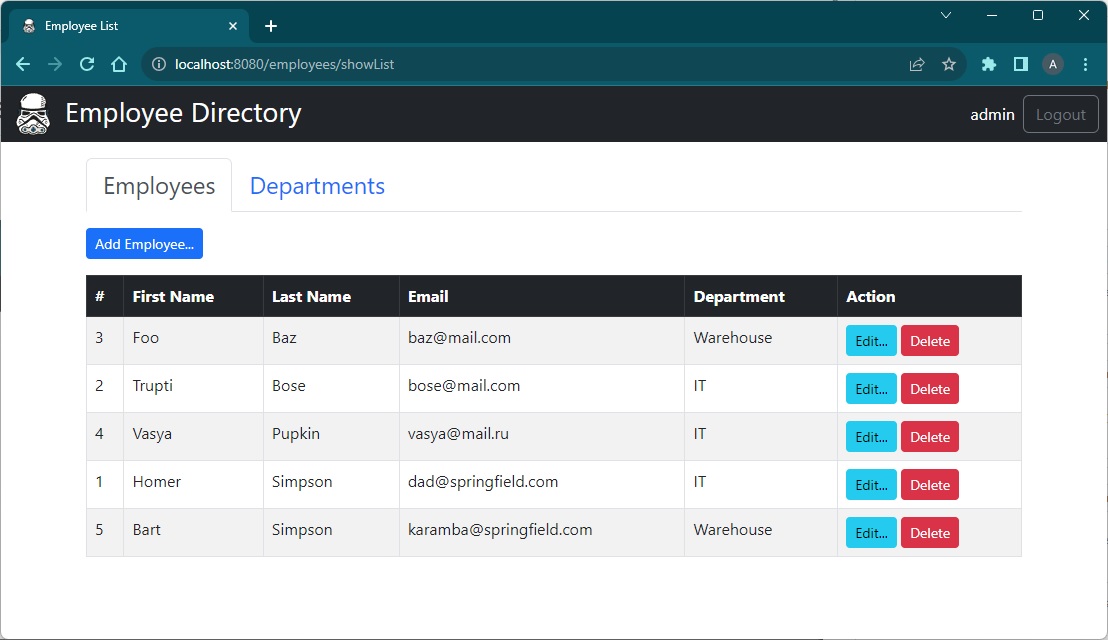 Employee List
localhost:8080/employees/showList
A
Employee Directory
admin Logout
Employees Departments
Add Employee...
# First Name Last Name Email Department Action
3 Foo Baz baz@mail.com Warehouse Edit... Delete
2 Trupti Bose bose@mail.com IT Edit... Delete
4 Vasya Pupkin vasya@mail.ru IT Edit... Delete
1 Homer Simpson dad@springfield.com IT Edit... Delete
5 Bart Simpson karamba@springfield.com Warehouse Edit... Delete